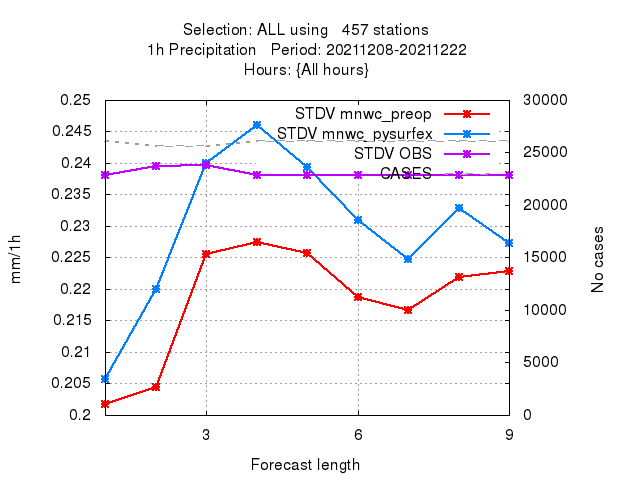 Selection: ALL using   457 stations
1h Precipitation   Period: 20211208-20211222
Hours: {All hours}
STDV mnwc_preop
STDV mnwc_pysurfex
STDV OBS
CASES
0.25
0.245
0.24
0.235
0.23
0.225
0.22
0.215
0.21
0.205
0.2
30000
25000
20000
15000
10000
5000
0
mm/1h
No cases
3
6
9
Forecast length